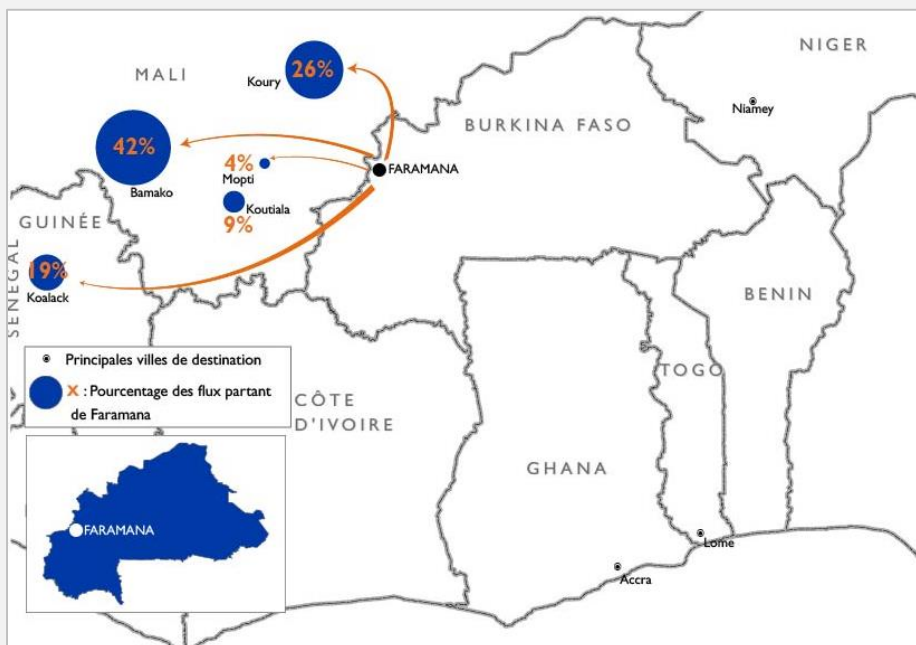 NIGER
26%
Koury
MALI
Niamey
BURKINA FASO
42%
4%
Mopti
FARAMANA
Bamako
Koutiala
9%
GUINÉE
19%
Koalack
SENEGAL
BENIN
Principales villes de destination
X : Pourcentage des flux partant
de Faramana
TOGO
CÔTE
D'IVOIRE
GHANA
FARAMANA
Lome
Accra